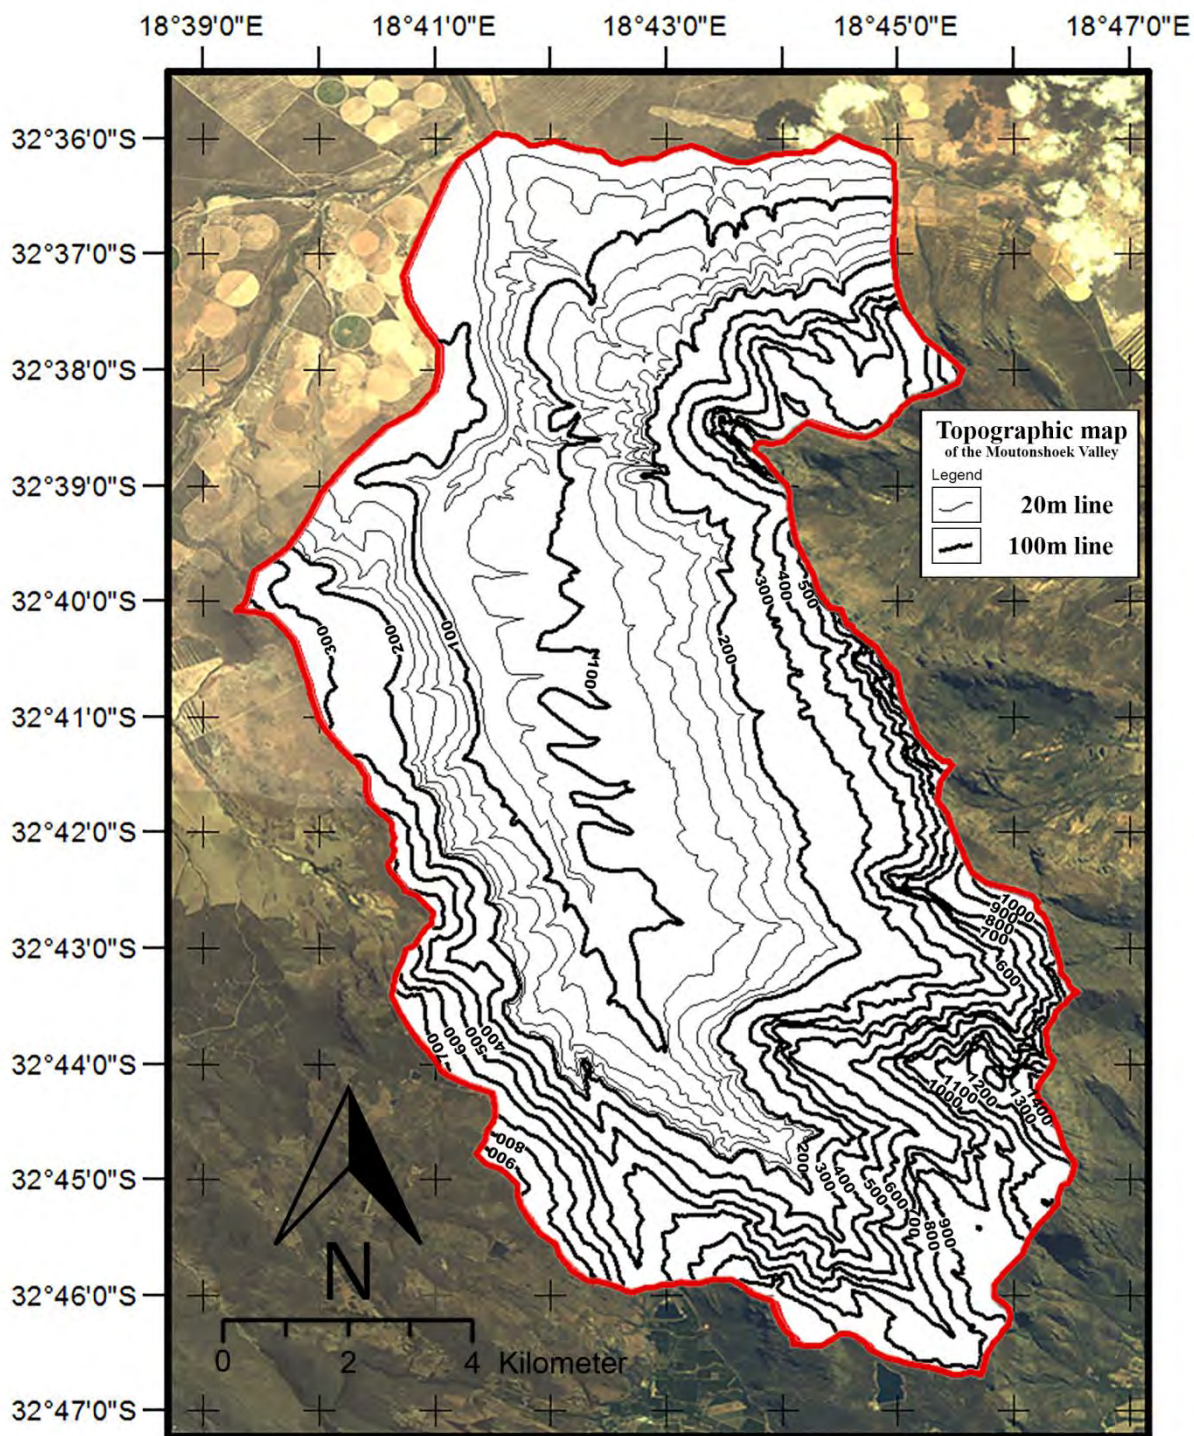 18°39'0"E 18°41'0"E 18°43'0"E 18°45'0"E 18°47'0"E
32°36'0"S
32°37'0"S
32°38'0"S
32°39'0"S
32°40'0"S
32°41'0"S
32°42'0"S
32°43'0"S
32°44'0"S
32°45'0"S
32°46'0"S
32°47'0"S
Topographic map
of the Moutonshoek Valley
Legend
20m line
100m line
300
200
100
100
200
300
400
500
1000
900
800
700
600
700
600
500
400
800
900
1000
1100
1200
1300
1400
200
300
400
500
600
700
800
900
N
0 2 4 Kilometer